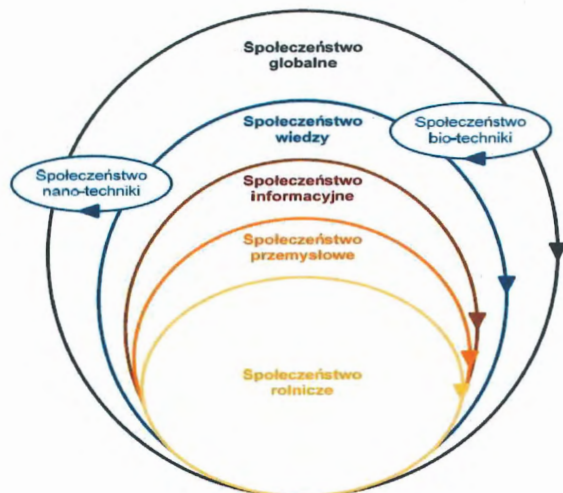 Społeczeństwo
globalne
Społeczeństwo
wiedzy
Społeczeństwo
bio-techniki
Społeczeństwo
nano-techniki
Społeczeństwo
informacyjne
Społeczeństwo
przemysłowe
Społeczeństwo
rolnicze